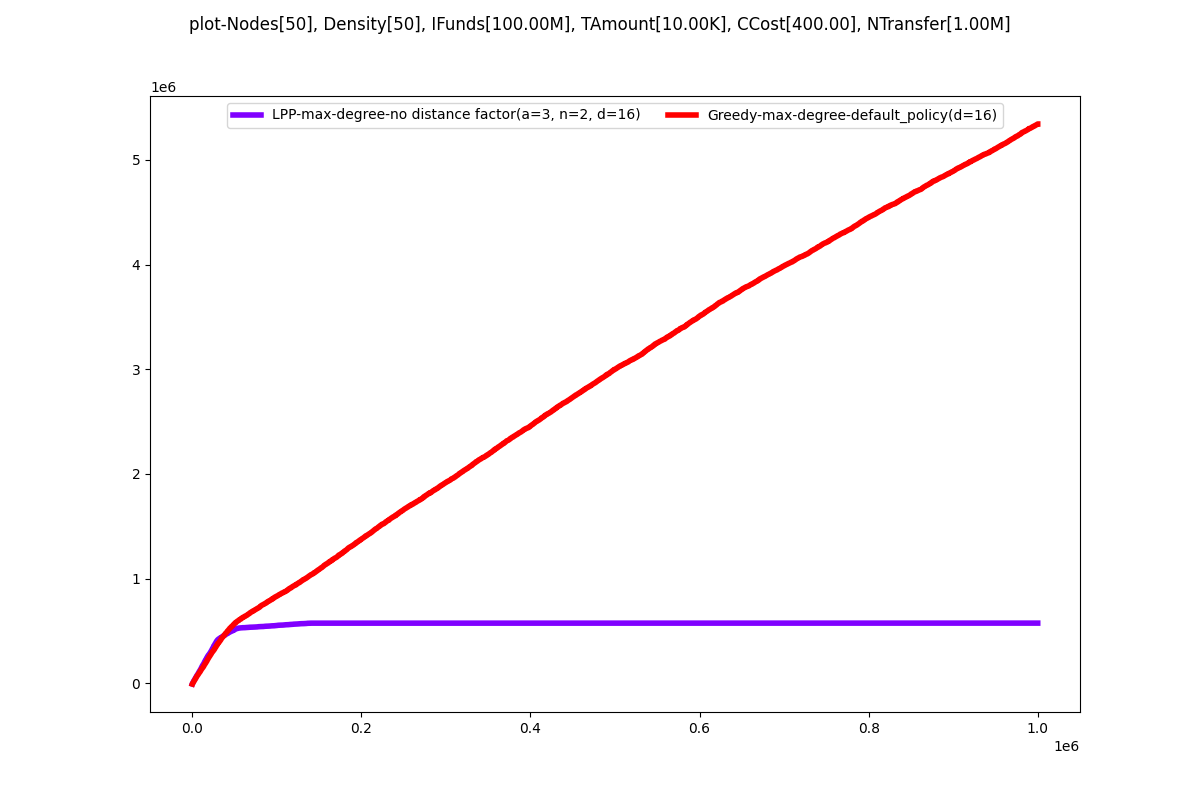 plot-Nodes[50], Density[50], IFunds[100.00M], TAmount[10.00K], CCost[400.00], NTransfer[1.00M]
1e6
LPP-max-degree-no distance factor(a=3, n=2, d=16)
Greedy-max-degree-default_policy(d=16)
5
4
3
2
1
0
0.0
0.2
0.4
0.6
0.8
1.0
1e6